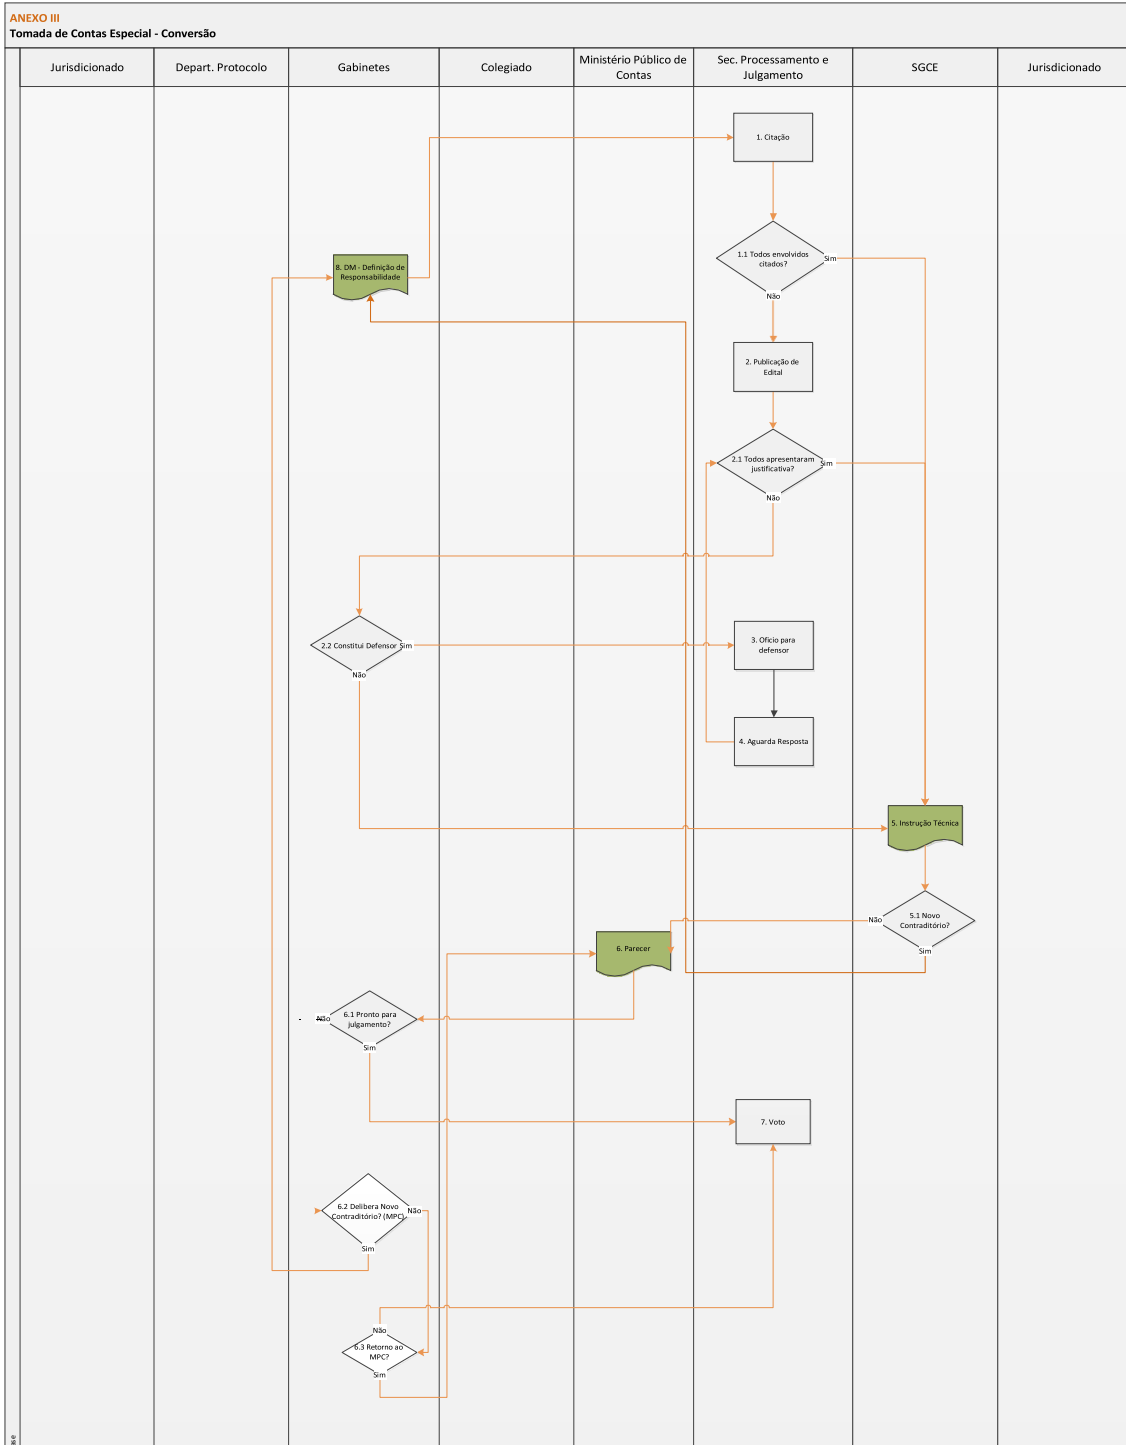 ANEXO III
Tomada de Contas Especial - Conversão
Jurisdicionado
Depart. Protocolo
Gabinetes
Colegiado
Ministério Público de
Contas
Sec. Processamento e
Julgamento
SGCE
Jurisdicionado
1. Citação
1.1 Todos envolvidos
citados?
Sim
Não
8. DM - Definição de
Responsabilidade
2. Publicação de
Edital
2.1 Todos apresentaram
justificativa?
Sim
Não
2.2 Constitui Defensor
Sim
Não
3. Oficio para
defensor
4. Aguarda Resposta
5. Instrução Técnica
5.1 Novo
Contraditório?
Não
Sim
6. Parecer
6.1 Pronto para
julgamento?
Não
Sim
7. Voto
6.2 Delibera Novo
Contraditório? (MPC)
Não
Sim
Não
6.3 Retorno ao
MPC?
Sim